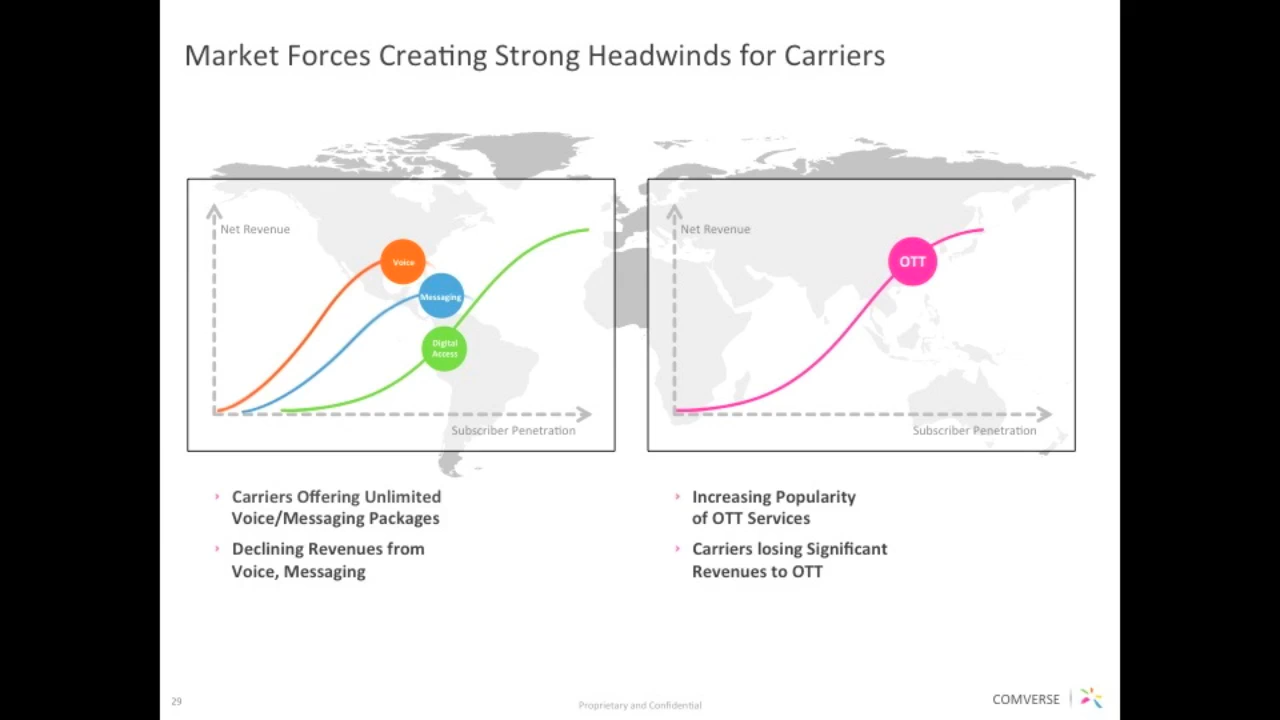 Market Forces Creating Strong Headwinds for Carriers
Net Revenue
Voice
Messaging
Digital
Access
Subscriber Penetration
Net Revenue
OTT
Subscriber Penetration
› Carriers Offering Unlimited
Voice/Messaging Packages
› Declining Revenues from
Voice, Messaging
› Increasing Popularity
of OTT Services
› Carriers losing Significant
Revenues to OTT
29
Proprietary and Confidential
COMVERSE